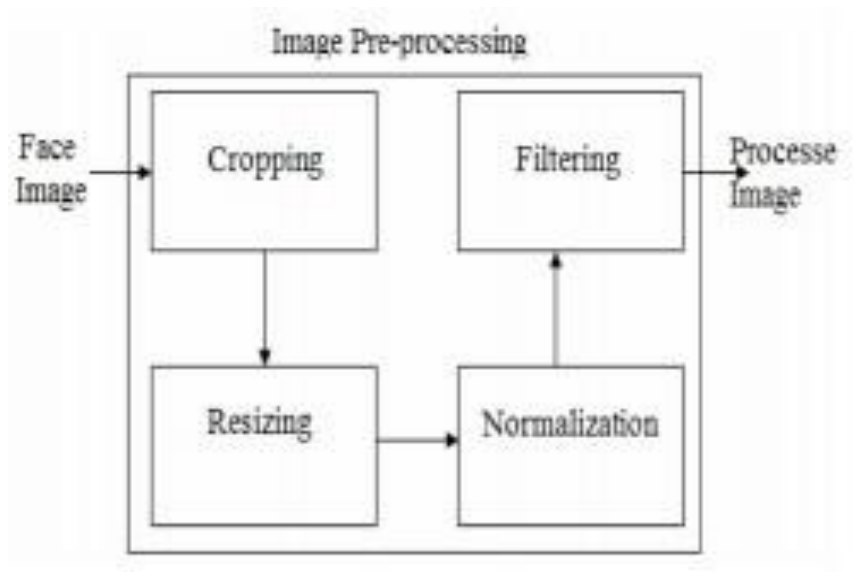 Image Pre-processing
Face
Image
Cropping
Filtering
Processe
Image
Resizing
Normalization